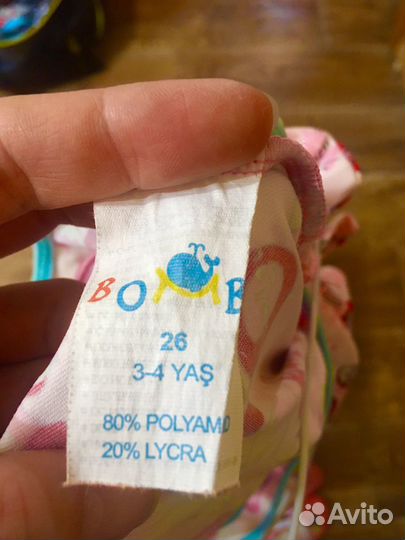 BO B
26
3-4 YAŞ
80% POLYAMID
20% LYCRA
Avito